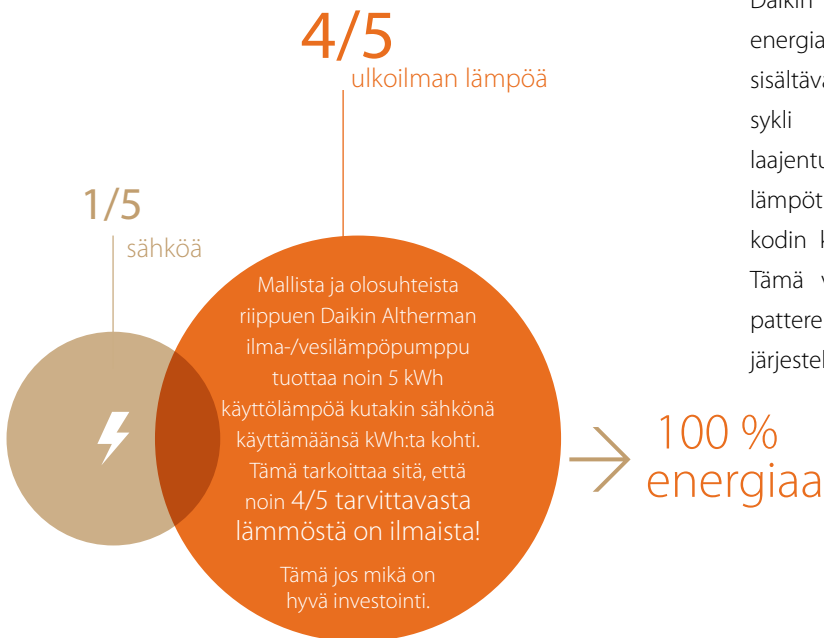 4/5
ulkoilman lämpöä
1/5
sähköä
Mallista ja olosuhteista
riippuen Daikin Altherman
ilma-/vesilämpöpumppu
tuottaa noin 5 kWh
käyttölämpöä kutakin sähkönä
käyttämäänsä kWh:ta kohti.
Tämä tarkoittaa sitä, että
noin 4/5 tarvittavasta
lämmöstä on ilmaista!
Tämä jos mikä on
hyvä investointi.
100 %
energiaa
Daikin
energia
sisältävä
sykli
laajentu
lämpöt
kodin
Tämä
pattere
järjestel